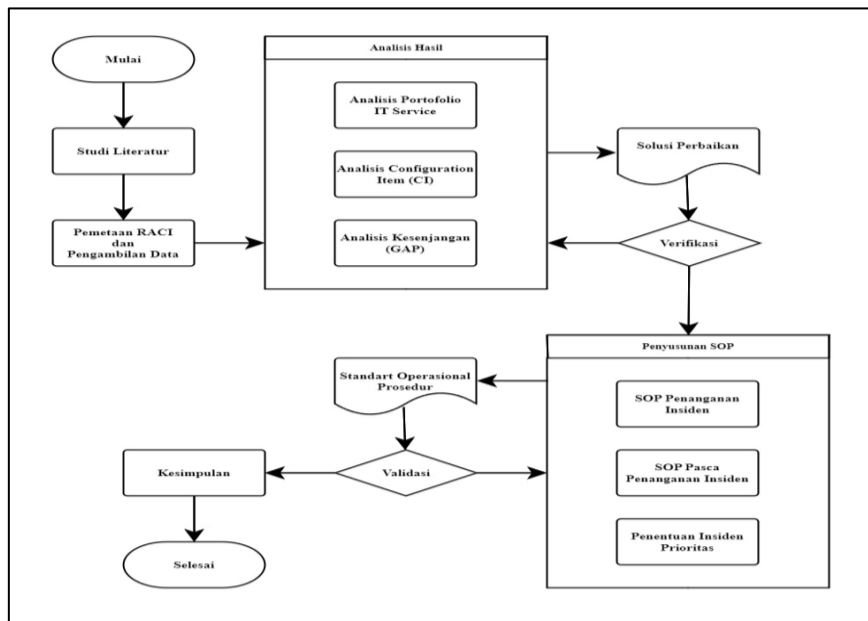 Mulai
Studi Literatur
Pemetaan RACI
dan
Pengambilan Data
Analisis Hasil
Analisis Portofolio
IT Service
Analisis Configuration
Item (CI)
Analisis Kesenjangan
(GAP)
Solusi Perbaikan
Verifikasi
Penyusunan SOP
SOP Penanganan
Insiden
SOP Pasca
Penanganan Insiden
Penentuan Insiden
Prioritas
Standart Operasional
Prosedur
Validasi
Kesimpulan
Selesai